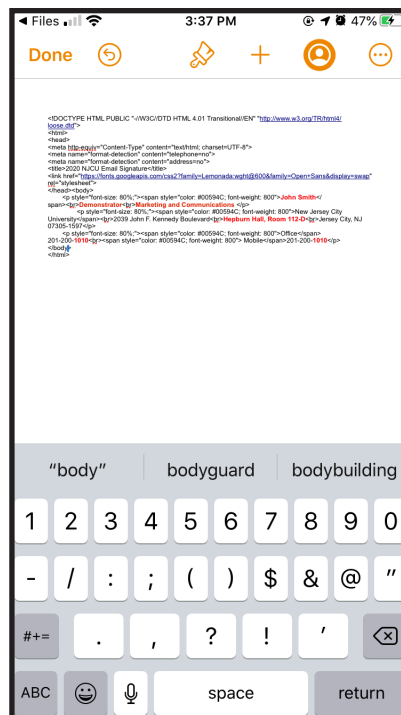 Files 3:37 PM 47%
Done
<!DOCTYPE HTML PUBLIC "-//W3C/DTD HTML 4.01 Transitional//EN" "http://www.w3.org/TR/html4/
loose.dtd">
<html>
<head>
<meta http-equiv="Content-Type" content="text/html; charset=UTF-8">
<meta name="format-detection" content="telephone=no">
<meta name="format-detection" content="address=no">
<title>2020 NJCU Email Signature</title>
<link href="https://fonts.googleapis.com/css2?family=Lemonada:wght@600&family=Open+Sans&display=swap"
rel="stylesheet">
</head><body>
<p style="font-size: 80%;"><span style="color: #00594C; font-weight: 800">John Smith</
span><br>Demonstrator<br>Marketing and Communications </p>
<p style="font-size: 80%;"><span style="color: #00594C; font-weight: 800">New Jersey City
University</span><br>2039 John F. Kennedy Boulevard<br>Hepburn Hall, Room 112-D<br>Jersey City, NJ
07305-1597</p>
<p style="font-size: 80%;"><span style="color: #00594C; font-weight: 800">Office</span>
201-200-1010<br><span style="color: #00594C; font-weight: 800"> Mobile</span>201-200-1010</p>
</body>
</html>
"body" bodyguard bodybuilding
1 2 3 4 5 6 7 8 9 0
- / : ; ( ) $ & @ "
#+= . , ? ! '
ABC space return